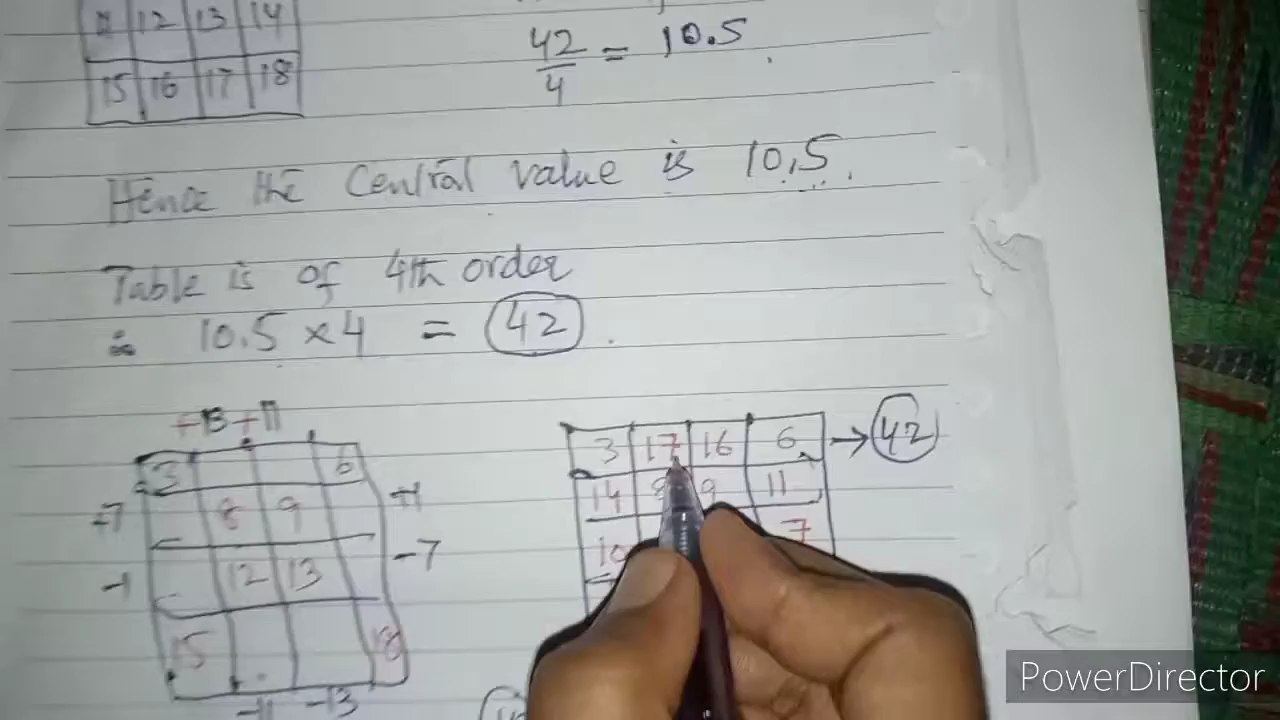 11 12 13 14
15 16 17 18
42/4 = 10.5
Hence the Central value is 10.5.
Table is of 4th order
∴ 10.5 × 4 = 42.
+13 +11
3 6
+7 8 9 +1
-1 12 13 -7
15 18
-11 -13
3 17 16 6 → 42
14 8 9 11
10 7
PowerDirector